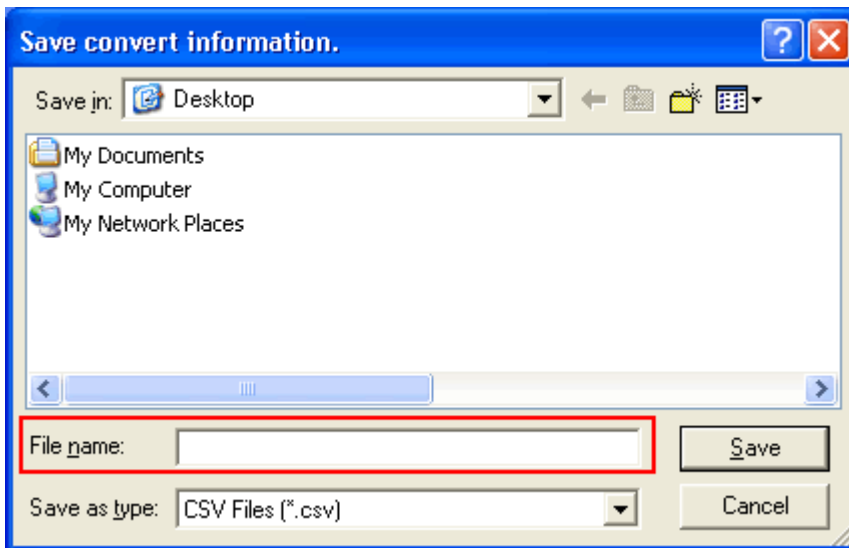 Save convert information.
Save in: Desktop
My Documents
My Computer
My Network Places
File name:
Save
Save as type: CSV Files (*.csv)
Cancel